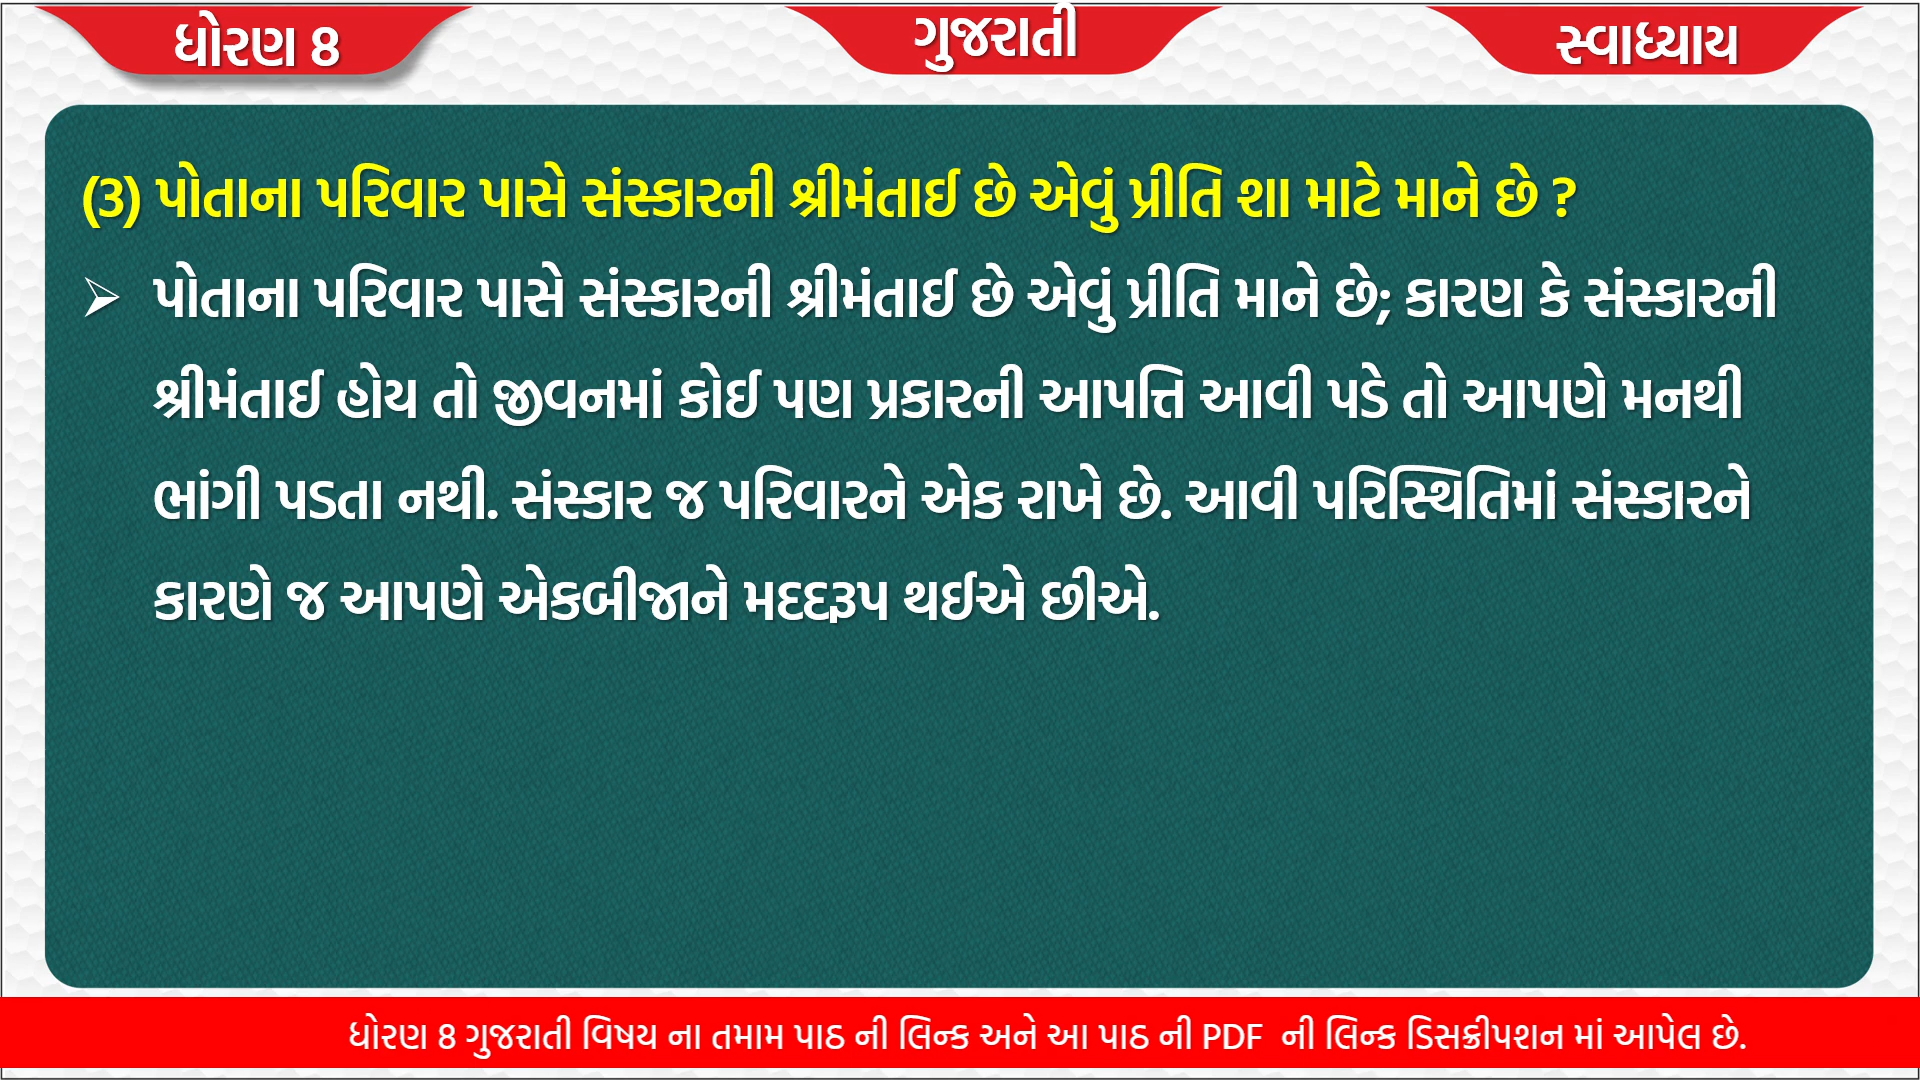 ધોરણ 8
ગુજરાતી
સ્વાધ્યાય
(3) પોતાના પરિવાર પાસે સંસ્કારની શ્રીમંતાઈ છે એવું પ્રીતિ શા માટે માને છે ?
➢ પોતાના પરિવાર પાસે સંસ્કારની શ્રીમંતાઈ છે એવું પ્રીતિ માને છે; કારણ કે સંસ્કારની
શ્રીમંતાઈ હોય તો જીવનમાં કોઈ પણ પ્રકારની આપત્તિ આવી પડે તો આપણે મનથી
ભાંગી પડતા નથી. સંસ્કાર જ પરિવારને એક રાખે છે. આવી પરિસ્થિતિમાં સંસ્કારને
કારણે જ આપણે એકબીજાને મદદરૂપ થઈએ છીએ.
ધોરણ 8 ગુજરાતી વિષય ના તમામ પાઠ ની લિન્ક અને આ પાઠ ની PDF ની લિન્ક ડિસક્રીપશન માં આપેલ છે.